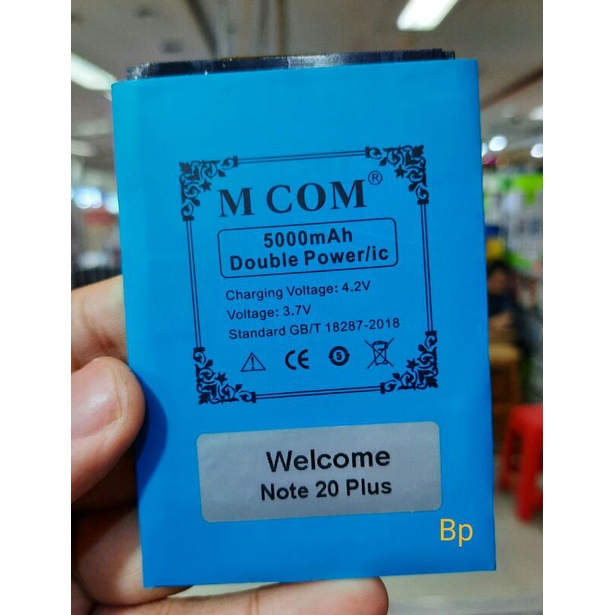 M COM®
5000mAh
Double Power/ic
Charging Voltage: 4.2V
Voltage: 3.7V
Standard GB/T 18287-2018
CE
Welcome
Note 20 Plus
Bp